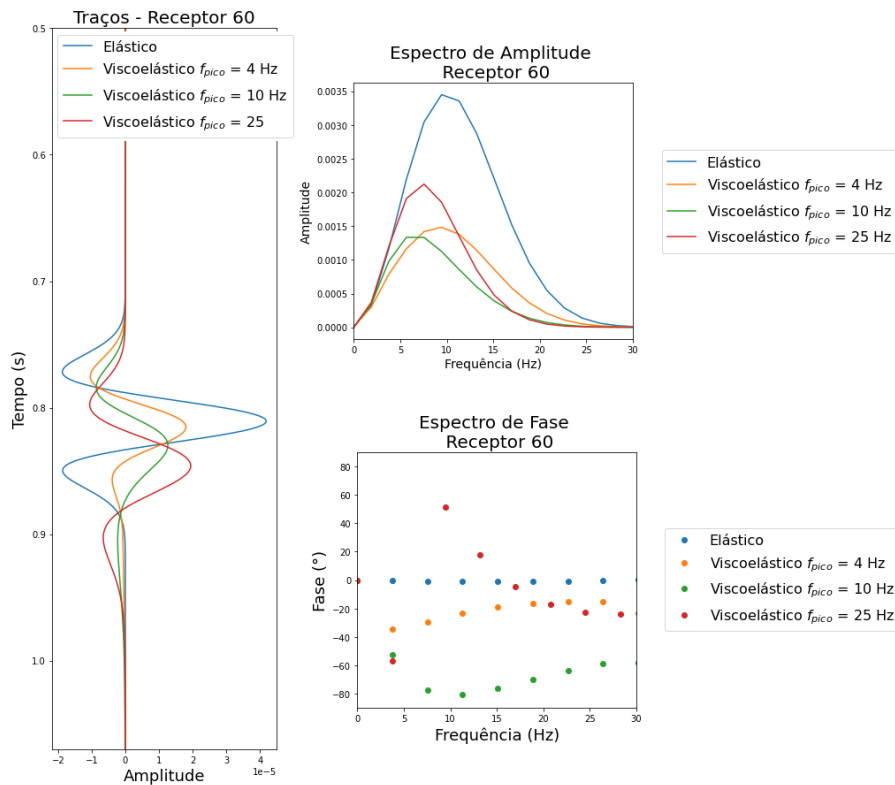 Traços - Receptor 60
Elástico
Viscoelástico f_pico = 4 Hz
Viscoelástico f_pico = 10 Hz
Viscoelástico f_pico = 25
0.5
0.6
0.7
0.8
0.9
1.0
Tempo (s)
−2 −1 0 1 2 3 4
1e−5
Amplitude
Espectro de Amplitude
Receptor 60
0.0035
0.0030
0.0025
0.0020
0.0015
0.0010
0.0005
0.0000
Amplitude
0 5 10 15 20 25 30
Frequência (Hz)
Elástico
Viscoelástico f_pico = 4 Hz
Viscoelástico f_pico = 10 Hz
Viscoelástico f_pico = 25 Hz
Espectro de Fase
Receptor 60
80
60
40
20
0
−20
−40
−60
−80
Fase (°)
0 5 10 15 20 25 30
Frequência (Hz)
Elástico
Viscoelástico f_pico = 4 Hz
Viscoelástico f_pico = 10 Hz
Viscoelástico f_pico = 25 Hz